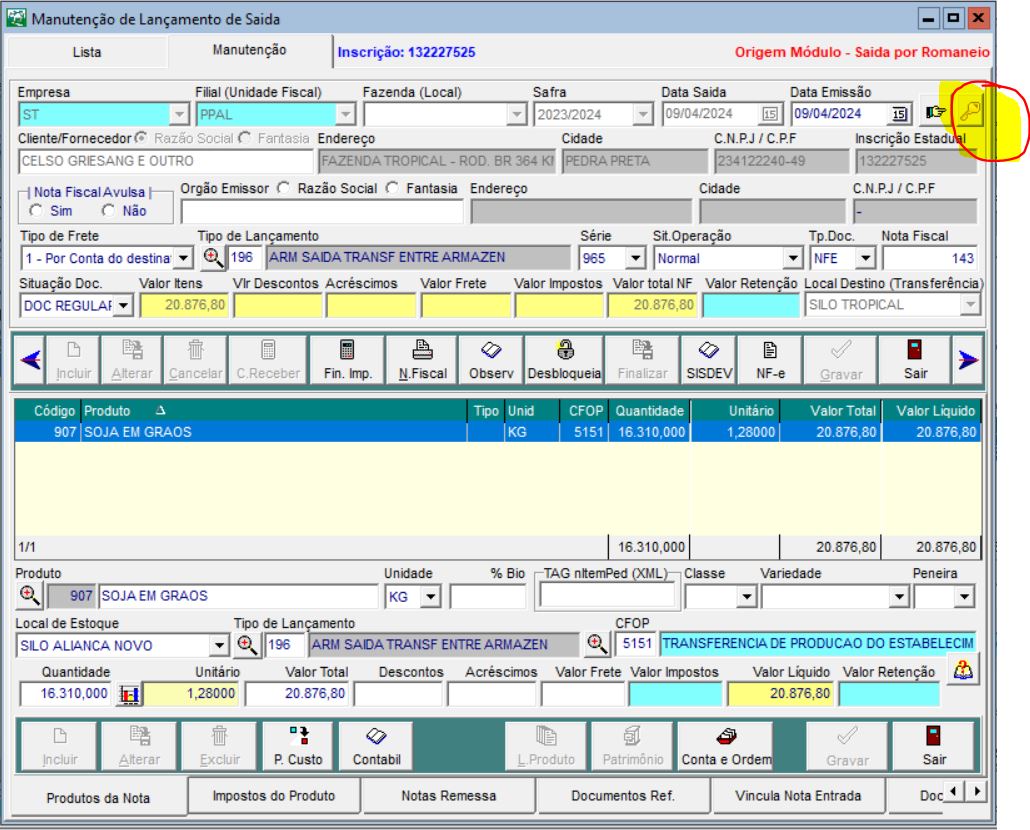 Manutenção de Lançamento de Saida
Lista Manutenção Inscrição: 132227525 Origem Módulo - Saida por Romaneio
Empresa Filial (Unidade Fiscal) Fazenda (Local) Safra Data Saida Data Emissão
ST PPAL 2023/2024 09/04/2024 15 09/04/2024 15
Cliente/Fornecedor Razão Social Fantasia Endereço Cidade C.N.P.J / C.P.F Inscrição Estadual
CELSO GRIESANG E OUTRO FAZENDA TROPICAL - ROD. BR 364 KM PEDRA PRETA 234122240-49 132227525
Nota Fiscal Avulsa Orgão Emissor Razão Social Fantasia Endereço Cidade C.N.P.J / C.P.F
Sim Não -
Tipo de Frete Tipo de Lançamento Série Sit.Operação Tp.Doc. Nota Fiscal
1 - Por Conta do destina 196 ARM SAIDA TRANSF ENTRE ARMAZEN 965 Normal NFE 143
Situação Doc. Valor Itens Vlr Descontos Acréscimos Valor Frete Valor Impostos Valor total NF Valor Retenção Local Destino (Transferência)
DOC REGULAR 20.876,80 20.876,80 SILO TROPICAL
Incluir Alterar Cancelar C.Receber Fin. Imp. N.Fiscal Observ Desbloqueia Finalizar SISDEV NF-e Gravar Sair
Código Produto Tipo Unid CFOP Quantidade Unitário Valor Total Valor Líquido
907 SOJA EM GRAOS KG 5151 16.310,000 1,28000 20.876,80 20.876,80
1/1 16.310,000 20.876,80 20.876,80
Produto Unidade % Bio TAG nItemPed (XML) Classe Variedade Peneira
907 SOJA EM GRAOS KG
Local de Estoque Tipo de Lançamento CFOP
SILO ALIANCA NOVO 196 ARM SAIDA TRANSF ENTRE ARMAZEN 5151 TRANSFERENCIA DE PRODUCAO DO ESTABELECIM
Quantidade Unitário Valor Total Descontos Acréscimos Valor Frete Valor Impostos Valor Líquido Valor Retenção
16.310,000 1,28000 20.876,80 20.876,80
Incluir Alterar Excluir P. Custo Contabil L.Produto Patrimônio Conta e Ordem Gravar Sair
Produtos da Nota Impostos do Produto Notas Remessa Documentos Ref. Vincula Nota Entrada Doc